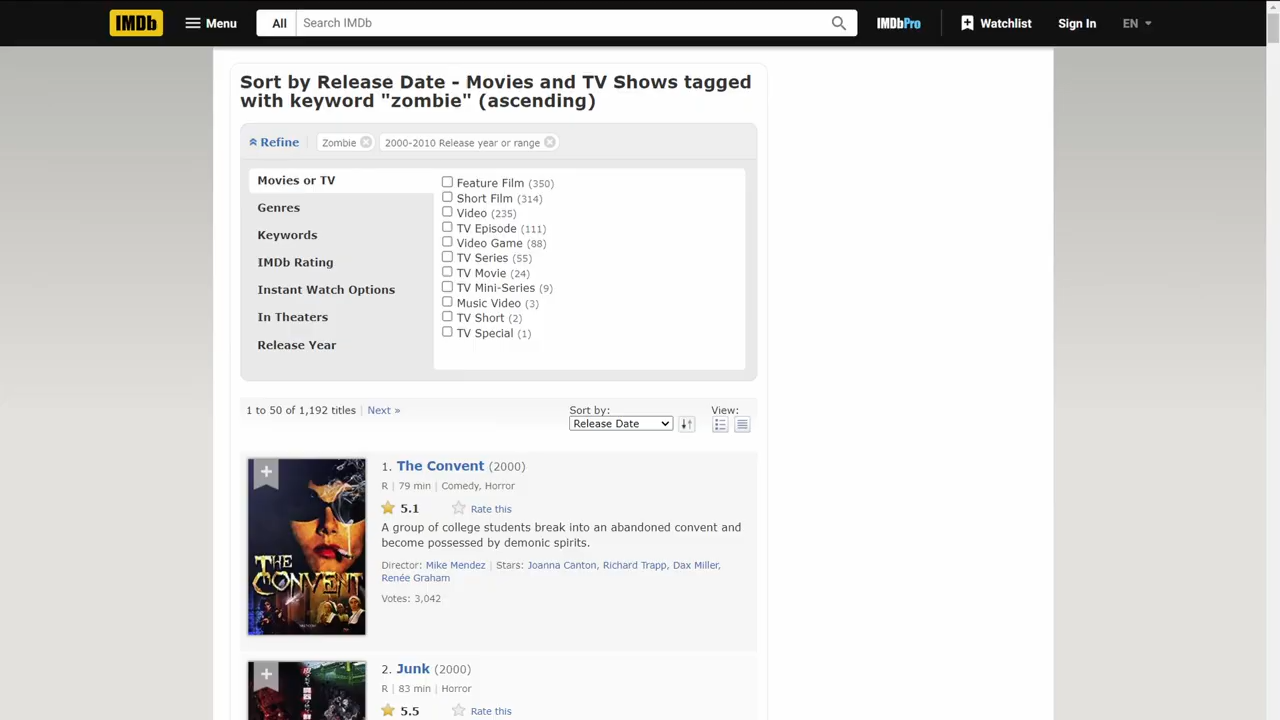 IMDb Menu All Search IMDb IMDbPro Watchlist Sign In EN
Sort by Release Date - Movies and TV Shows tagged
with keyword "zombie" (ascending)
Refine Zombie 2000-2010 Release year or range
Movies or TV
Genres
Keywords
IMDb Rating
Instant Watch Options
In Theaters
Release Year
Feature Film (350)
Short Film (314)
Video (235)
TV Episode (111)
Video Game (88)
TV Series (55)
TV Movie (24)
TV Mini-Series (9)
Music Video (3)
TV Short (2)
TV Special (1)
1 to 50 of 1,192 titles | Next »
Sort by:
Release Date
View:
THE
CONVENT
1. The Convent (2000)
R | 79 min | Comedy, Horror
5.1 Rate this
A group of college students break into an abandoned convent and
become possessed by demonic spirits.
Director: Mike Mendez | Stars: Joanna Canton, Richard Trapp, Dax Miller,
Renée Graham
Votes: 3,042
2. Junk (2000)
R | 83 min | Horror
5.5 Rate this